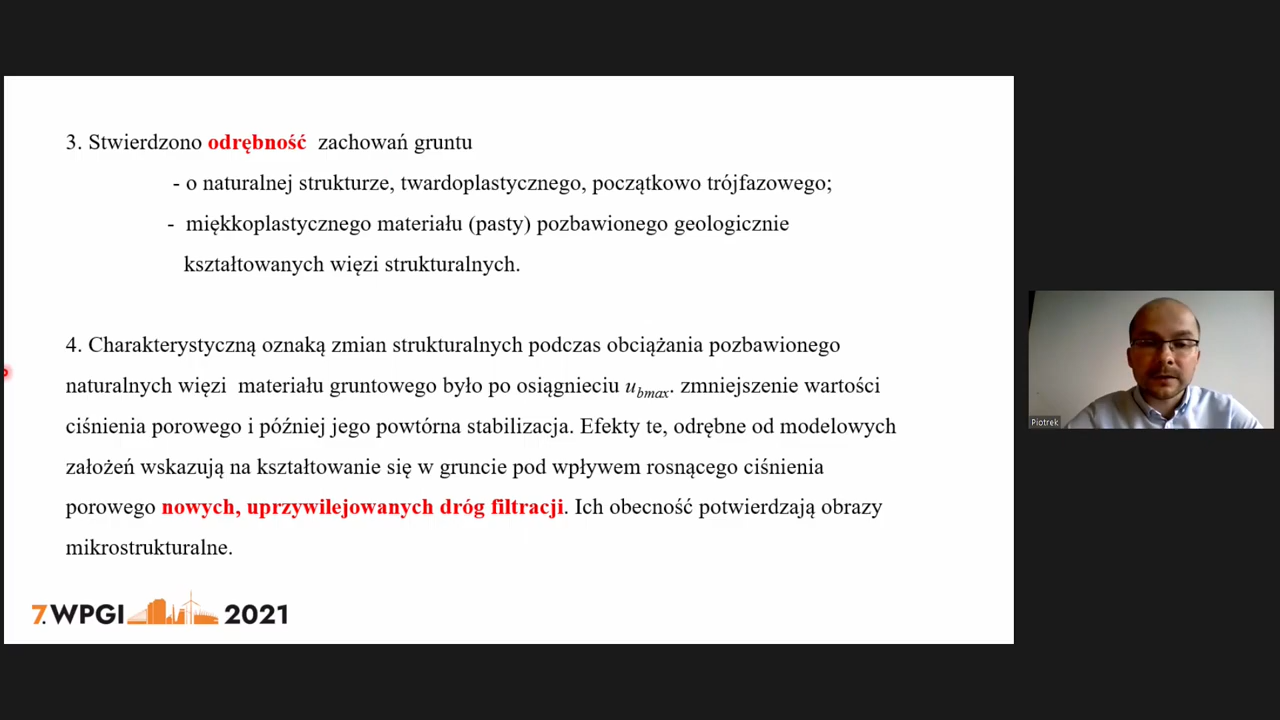 3. Stwierdzono odrębność zachowań gruntu
- o naturalnej strukturze, twardoplastycznego, początkowo trójfazowego;
- miękkoplastycznego materiału (pasty) pozbawionego geologicznie
kształtowanych więzi strukturalnych.
4. Charakterystyczną oznaką zmian strukturalnych podczas obciążania pozbawionego
naturalnych więzi materiału gruntowego było po osiągnieciu ubmax. zmniejszenie wartości
ciśnienia porowego i później jego powtórna stabilizacja. Efekty te, odrębne od modelowych
założeń wskazują na kształtowanie się w gruncie pod wpływem rosnącego ciśnienia
porowego nowych, uprzywilejowanych dróg filtracji. Ich obecność potwierdzają obrazy
mikrostrukturalne.
7. WPGI 2021
Piotrek